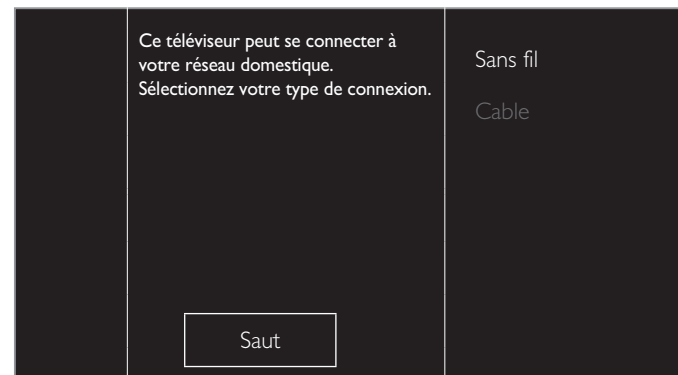 Ce téléviseur peut se connecter à
votre réseau domestique.
Sélectionnez votre type de connexion.
Sans fil
Cable
Saut